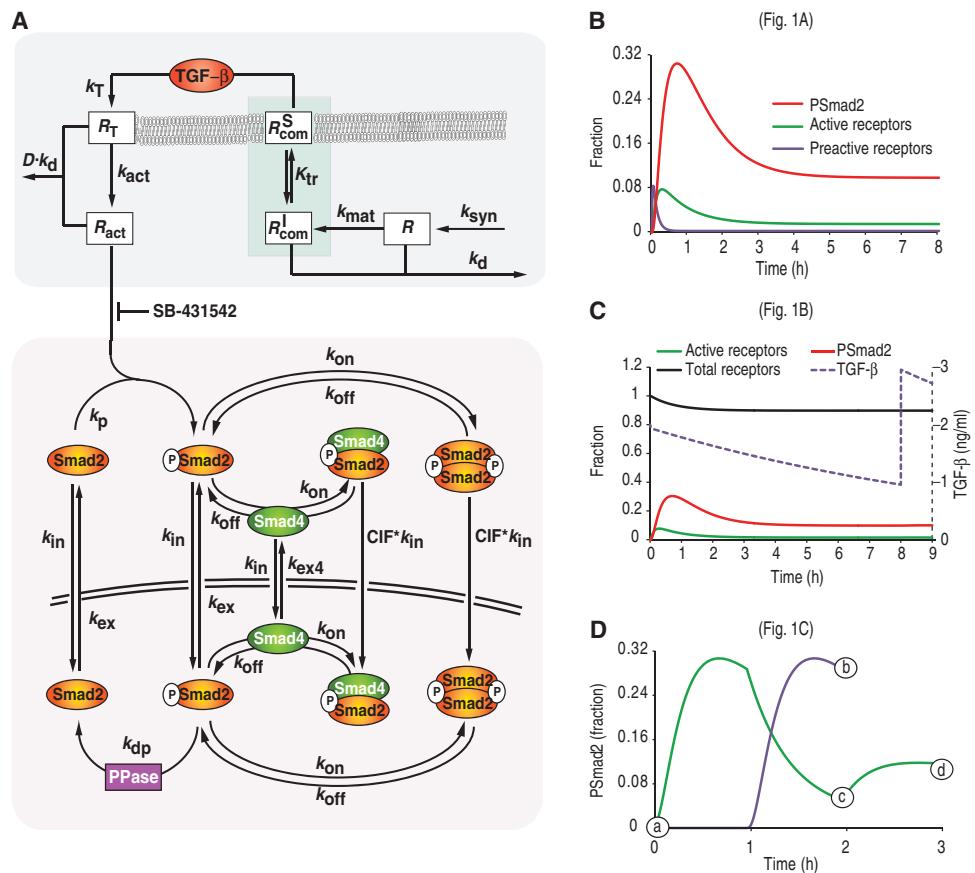 A
TGF–β
kT
RT
R S com
D·kd
kact
Ktr
Ract
R I com
kmat
R
ksyn
kd
SB-431542
kon
koff
kp
Smad2
P Smad2
Smad4
P Smad2
Smad2
P P
Smad2
kon
koff
Smad4
kin
kin
kin
kex4
CIF*kin
CIF*kin
kex
kex
Smad4
kon
koff
Smad2
P Smad2
Smad4
P Smad2
Smad2
P P
Smad2
kdp
PPase
kon
koff
B
(Fig. 1A)
0.32
0.24
0.16
0.08
0
Fraction
PSmad2
Active receptors
Preactive receptors
0 1 2 3 4 5 6 7 8
Time (h)
(Fig. 1B)
C
Active receptors
PSmad2
Total receptors
TGF-β
1.2
1
0.8
0.6
0.4
0.2
0
Fraction
3
2
1
0
TGF-β (ng/ml)
0 1 2 3 4 5 6 7 8 9
Time (h)
D
(Fig. 1C)
0.32
0.24
0.16
0.08
0
PSmad2 (fraction)
a
b
c
d
0 1 2 3
Time (h)